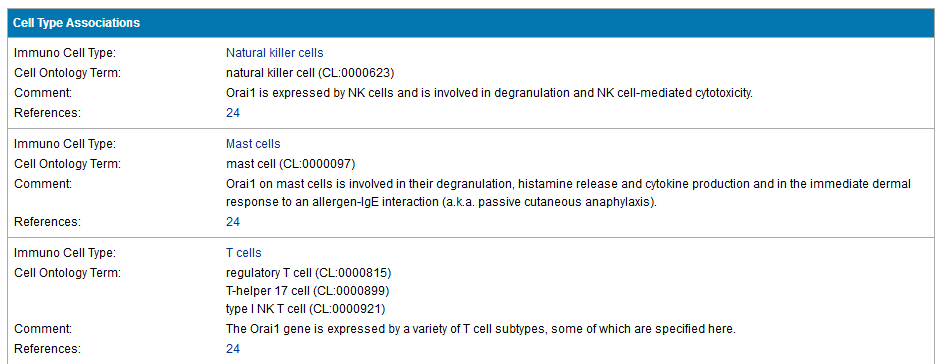 Cell Type Associations
Immuno Cell Type: Natural killer cells
Cell Ontology Term: natural killer cell (CL:0000623)
Comment: Orai1 is expressed by NK cells and is involved in degranulation and NK cell-mediated cytotoxicity.
References: 24
Immuno Cell Type: Mast cells
Cell Ontology Term: mast cell (CL:0000097)
Comment: Orai1 on mast cells is involved in their degranulation, histamine release and cytokine production and in the immediate dermal
response to an allergen-IgE interaction (a.k.a. passive cutaneous anaphylaxis).
References: 24
Immuno Cell Type: T cells
Cell Ontology Term: regulatory T cell (CL:0000815)
T-helper 17 cell (CL:0000899)
type I NK T cell (CL:0000921)
Comment: The Orai1 gene is expressed by a variety of T cell subtypes, some of which are specified here.
References: 24